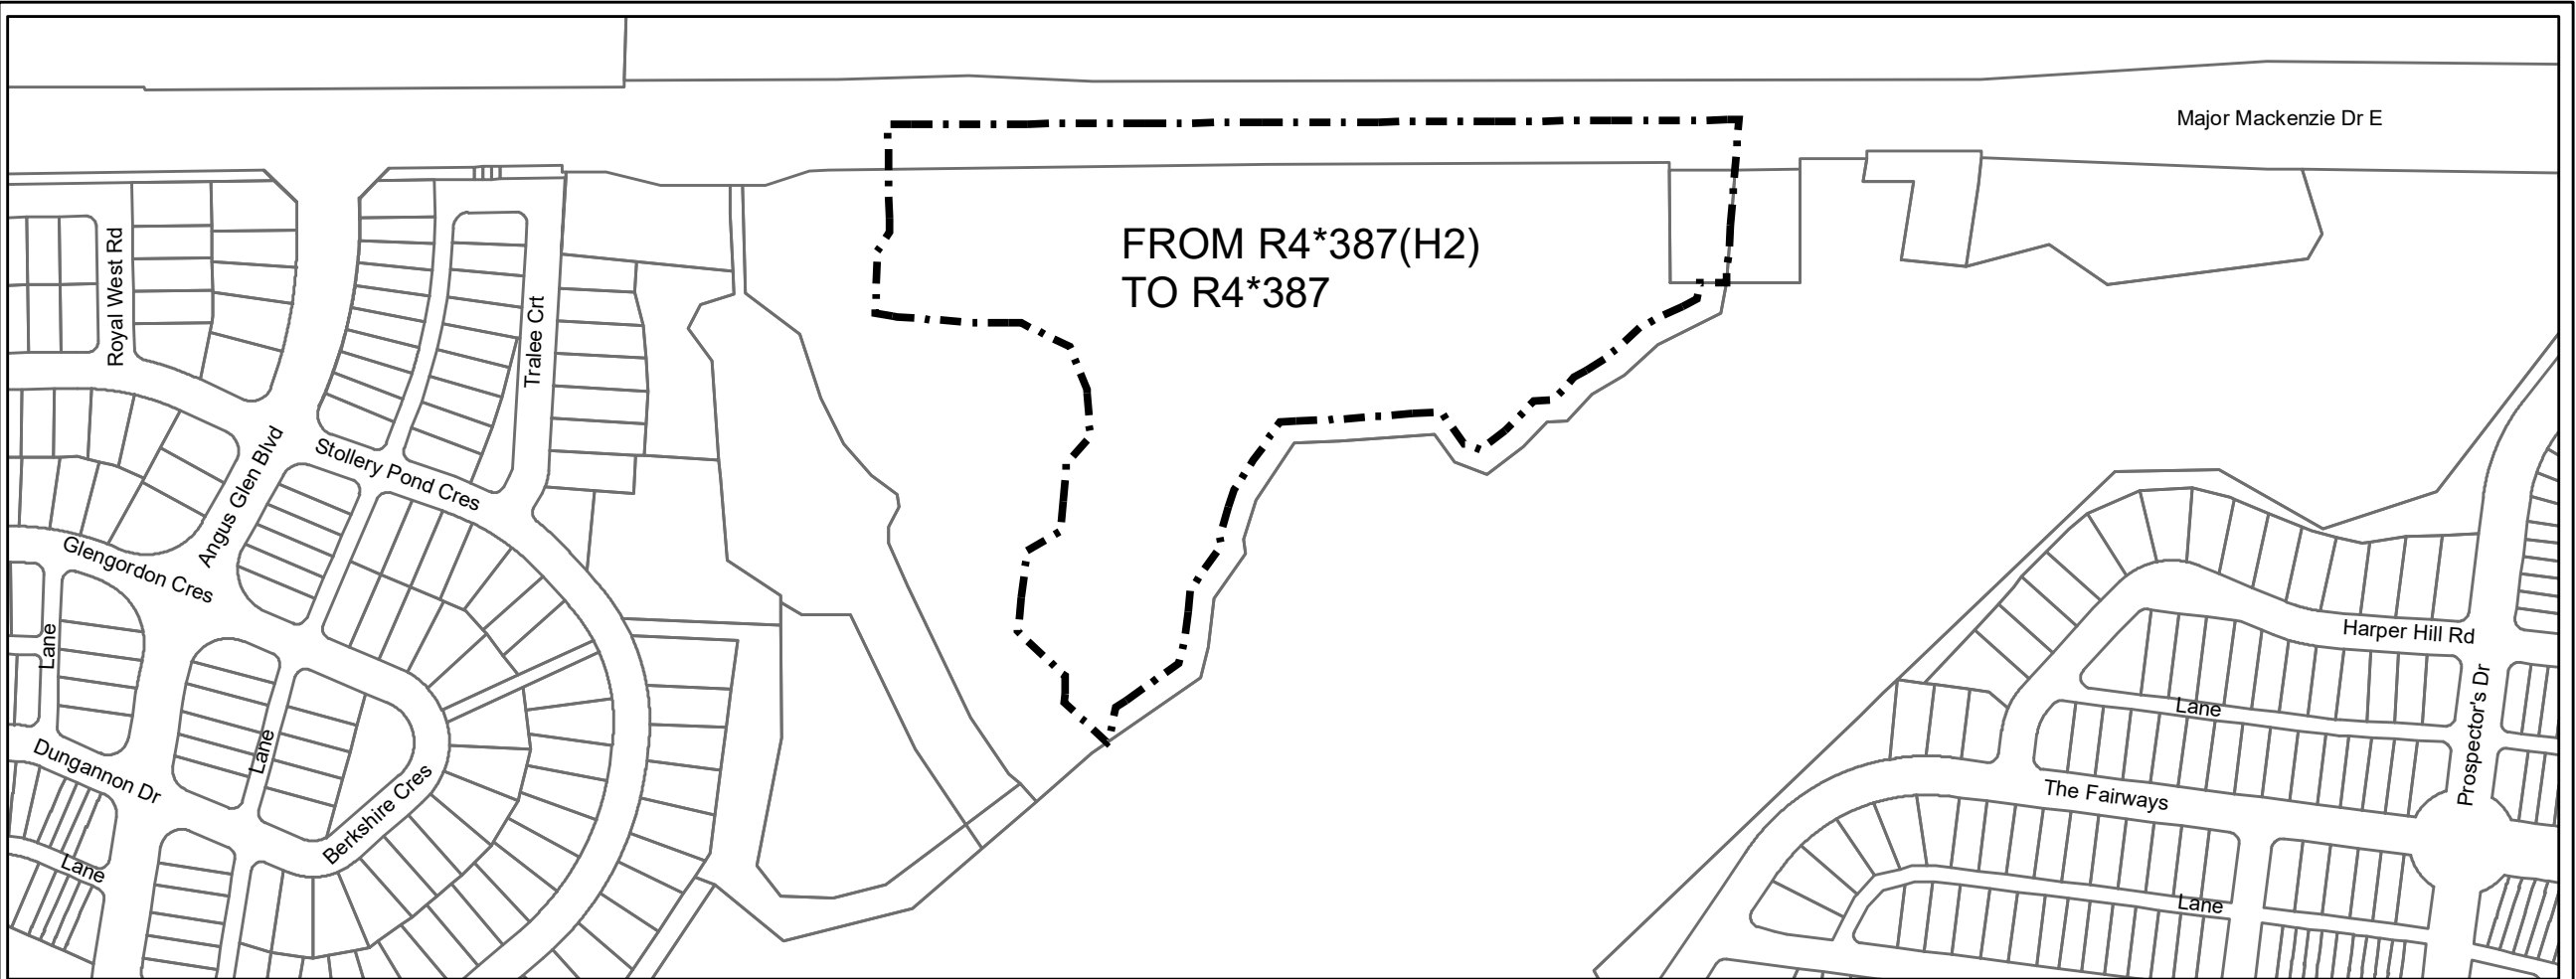 Major Mackenzie Dr E
FROM R4*387(H2)
TO R4*387
Royal West Rd
Tralee Crt
Angus Glen Blvd
Stollery Pond Cres
Glengordon Cres
Lane
Harper Hill Rd
Prospector's Dr
Lane
Lane
Dungannon Dr
Berkshire Cres
The Fairways
Lane
Lane